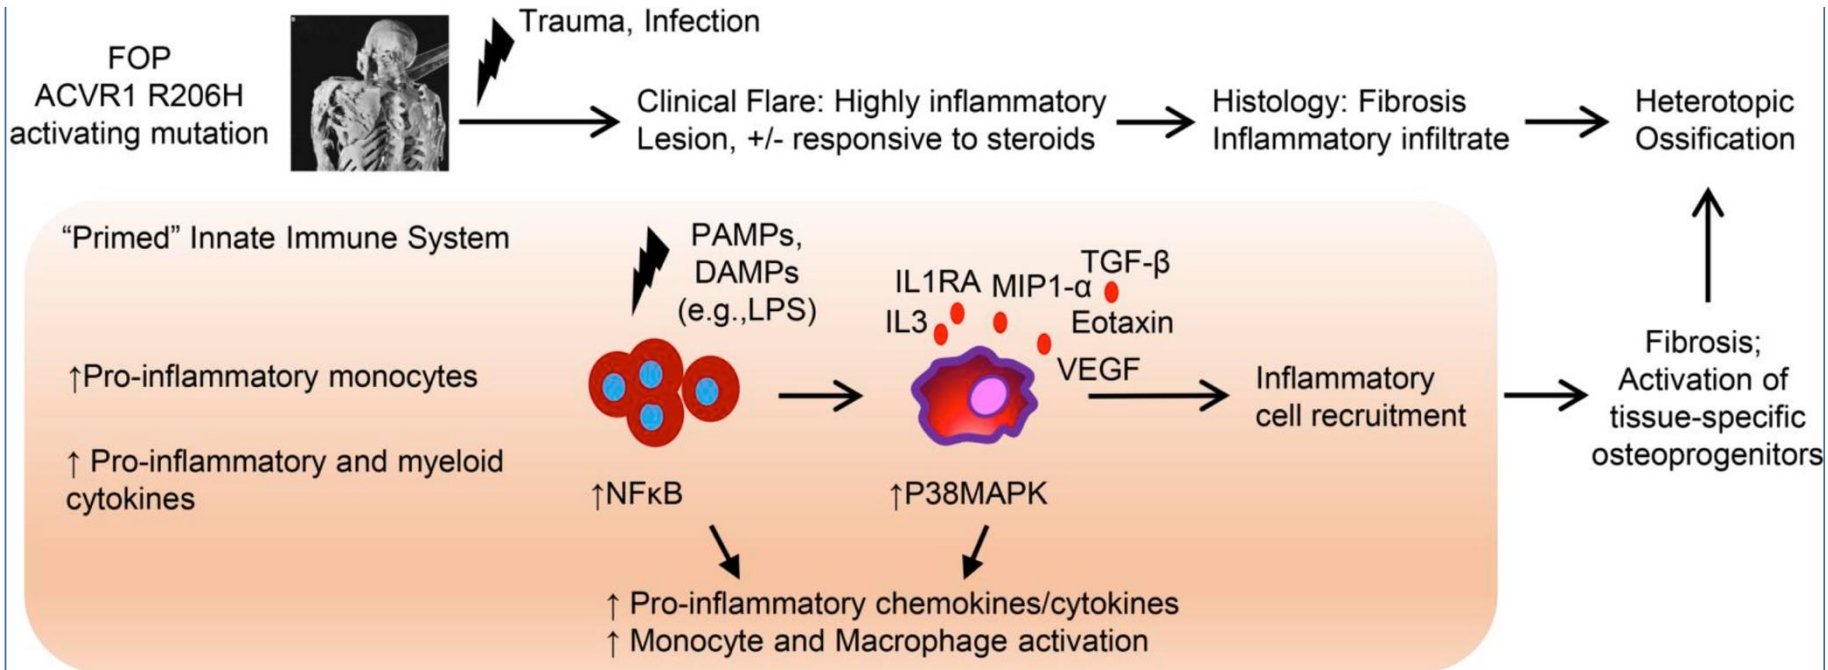 FOP
ACVR1 R206H
activating mutation
Trauma, Infection
Clinical Flare: Highly inflammatory
Lesion, +/- responsive to steroids
Histology: Fibrosis
Inflammatory infiltrate
Heterotopic
Ossification
“Primed” Innate Immune System
↑Pro-inflammatory monocytes
↑ Pro-inflammatory and myeloid
cytokines
PAMPs,
DAMPs
(e.g.,LPS)
↑NFκB
IL1RA
IL3
MIP1-α
TGF-β
Eotaxin
VEGF
↑P38MAPK
↑ Pro-inflammatory chemokines/cytokines
↑ Monocyte and Macrophage activation
Inflammatory
cell recruitment
Fibrosis;
Activation of
tissue-specific
osteoprogenitors